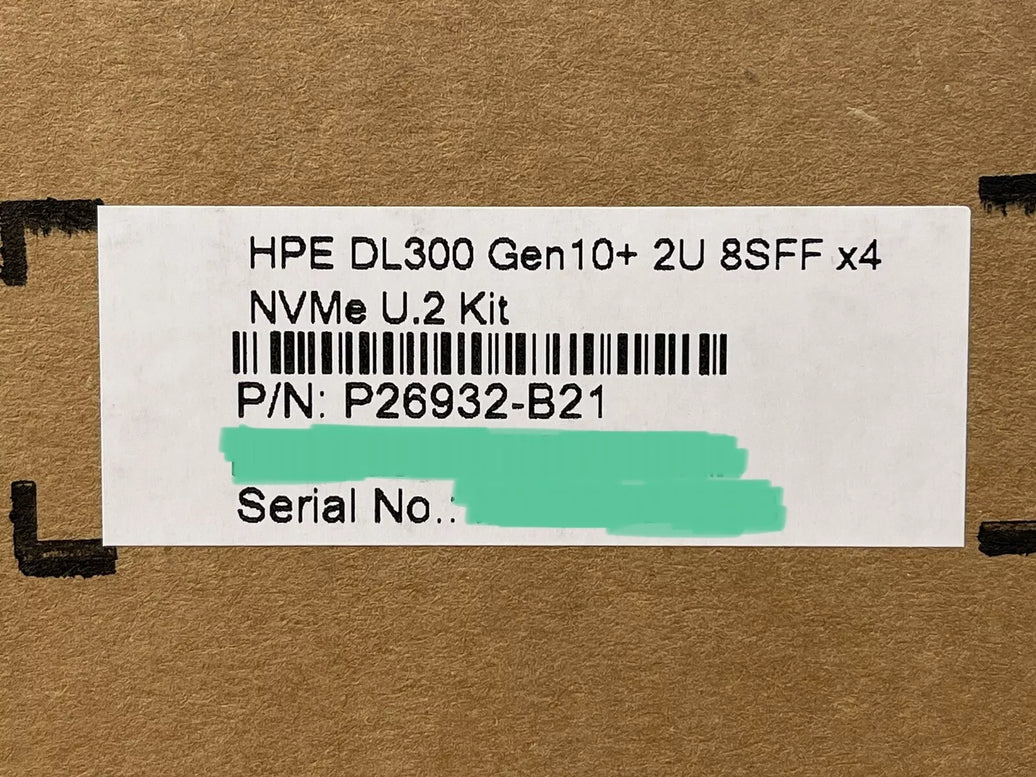 HPE DL300 Gen10+ 2U 8SFF x4
NVMe U.2 Kit
P/N: P26932-B21
Serial No.: